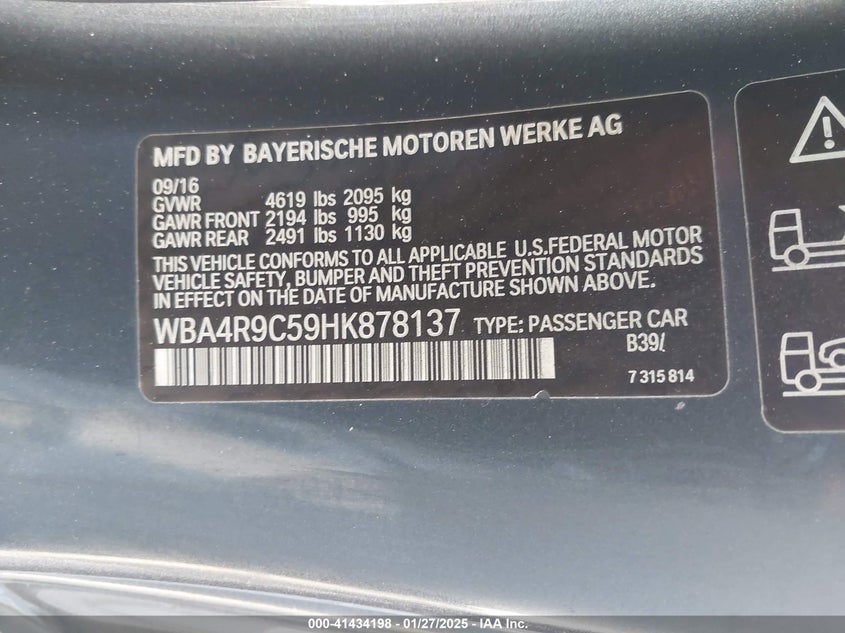 MFD BY BAYERISCHE MOTOREN WERKE AG
09/16
GVWR 4619 lbs 2095 kg
GAWR FRONT 2194 lbs 995 kg
GAWR REAR 2491 lbs 1130 kg
THIS VEHICLE CONFORMS TO ALL APPLICABLE U.S.FEDERAL MOTOR
VEHICLE SAFETY, BUMPER AND THEFT PREVENTION STANDARDS
IN EFFECT ON THE DATE OF MANUFACTURE SHOWN ABOVE.
WBA4R9C59HK878137 TYPE: PASSENGER CAR
B39/
7 315 814
000-41434198 - 01/27/2025 - IAAI.COM